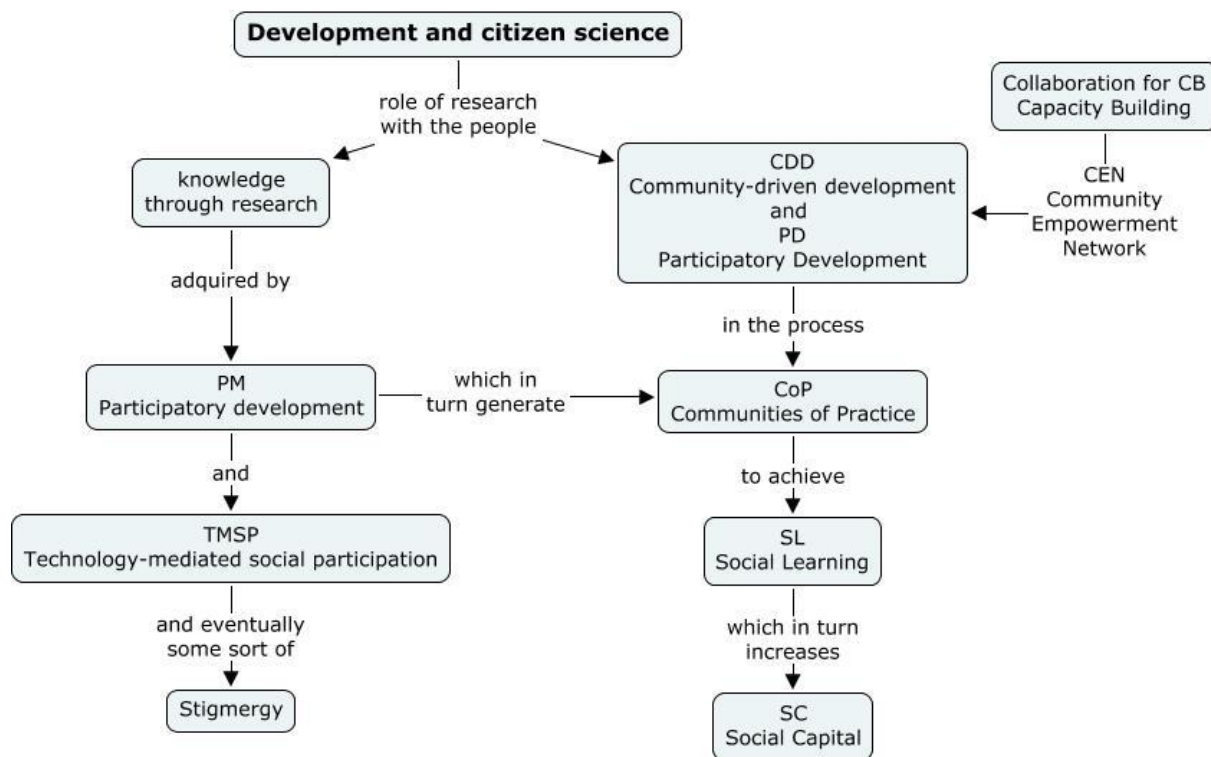 Development and citizen science
role of research
with the people
Collaboration for CB
Capacity Building
knowledge
through research
CDD
Community-driven development
and
PD
Participatory Development
CEN
Community
Empowerment
Network
adquired by
in the process
PM
Participatory development
which in
turn generate
CoP
Communities of Practice
and
to achieve
TMSP
Technology-mediated social participation
SL
Social Learning
and eventually
some sort of
which in turn
increases
Stigmergy
SC
Social Capital